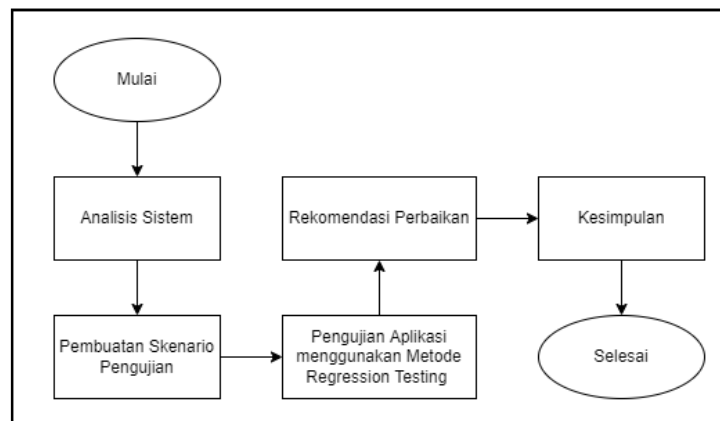 Mulai
Analisis Sistem
Pembuatan Skenario
Pengujian
Pengujian Aplikasi
menggunakan Metode
Regression Testing
Rekomendasi Perbaikan
Kesimpulan
Selesai